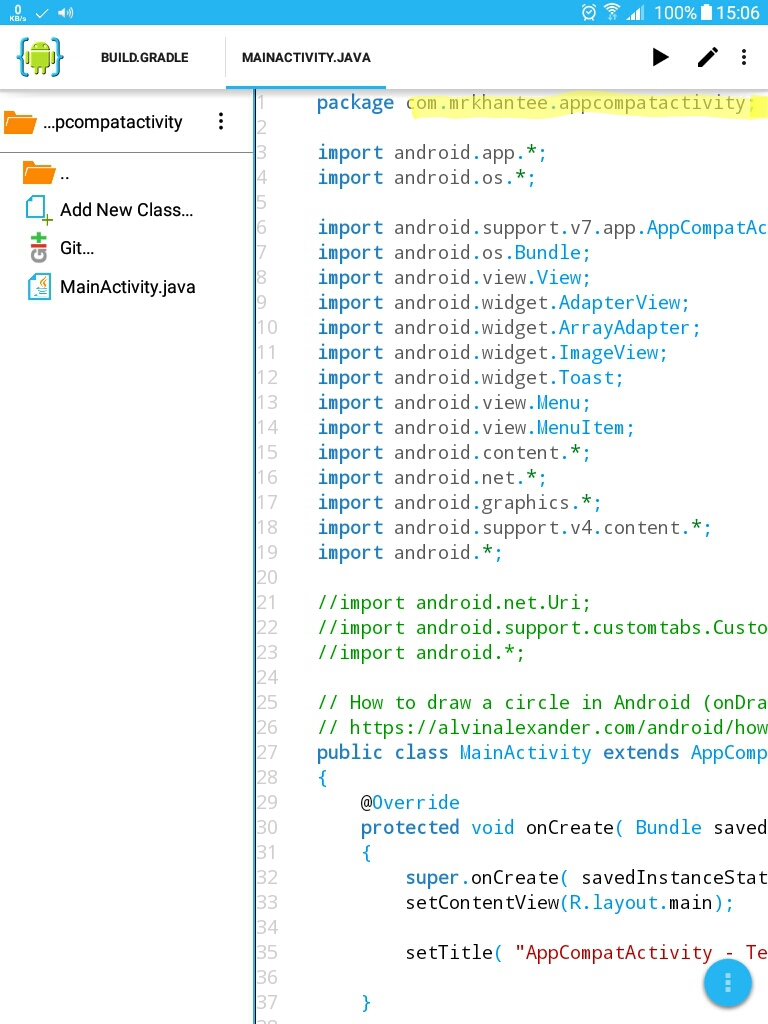 0
KB/s
100%
15:06
BUILD.GRADLE
MAINACTIVITY.JAVA
...pcompatactivity
..
Add New Class...
Git...
MainActivity.java
1 package com.mrkhantee.appcompatactivity;
2
3 import android.app.*;
4 import android.os.*;
5
6 import android.support.v7.app.AppCompatAc
7 import android.os.Bundle;
8 import android.view.View;
9 import android.widget.AdapterView;
10 import android.widget.ArrayAdapter;
11 import android.widget.ImageView;
12 import android.widget.Toast;
13 import android.view.Menu;
14 import android.view.MenuItem;
15 import android.content.*;
16 import android.net.*;
17 import android.graphics.*;
18 import android.support.v4.content.*;
19 import android.*;
20
21 //import android.net.Uri;
22 //import android.support.customtabs.Custo
23 //import android.*;
24
25 // How to draw a circle in Android (onDra
26 // https://alvinalexander.com/android/how
27 public class MainActivity extends AppComp
28 {
29 @Override
30 protected void onCreate( Bundle saved
31 {
32 super.onCreate( savedInstanceStat
33 setContentView(R.layout.main);
34
35 setTitle( "AppCompatActivity - Te
36
37 }